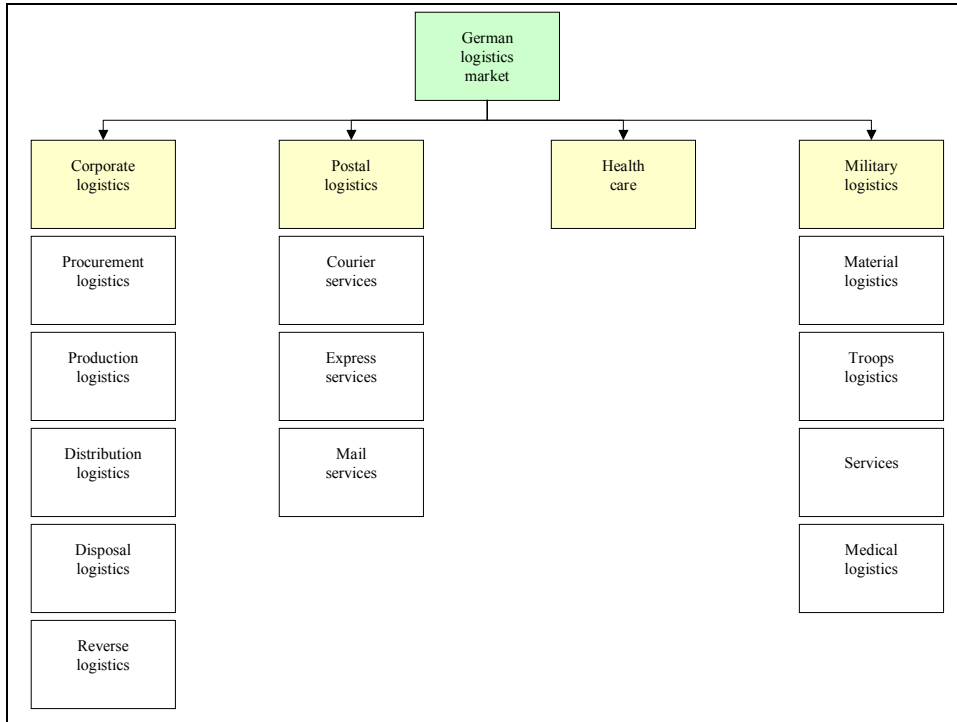 German
logistics
market
Corporate
logistics
Postal
logistics
Health
care
Military
logistics
Procurement
logistics
Courier
services
Material
logistics
Production
logistics
Express
services
Troops
logistics
Distribution
logistics
Mail
services
Services
Disposal
logistics
Medical
logistics
Reverse
logistics